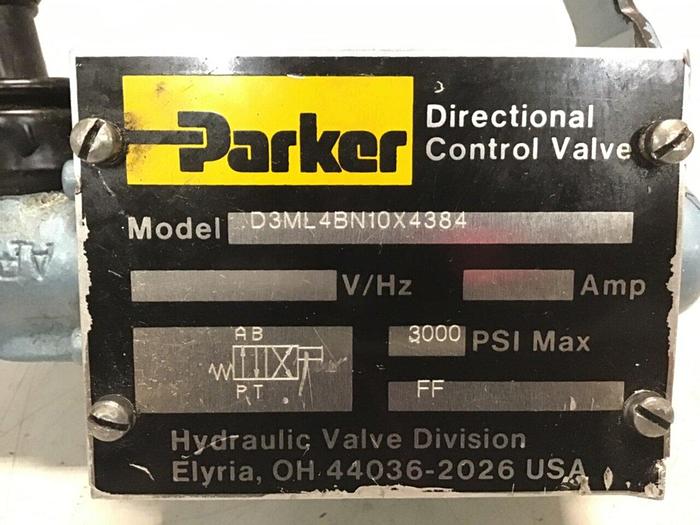 Parker
Directional
Control Valve
Model D3ML4BN10X4384
V/Hz Amp
A B
P T
3000 PSI Max
FF
Hydraulic Valve Division
Elyria, OH 44036-2026 USA